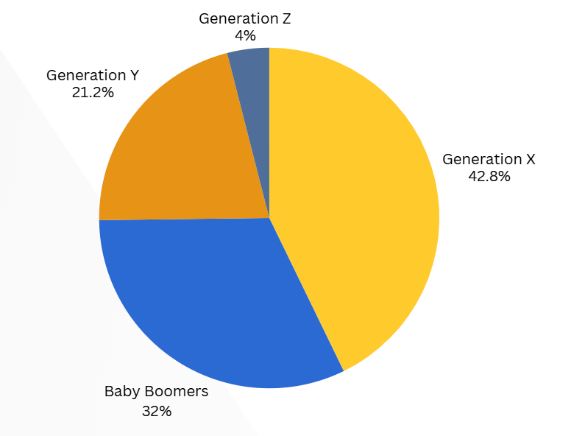 Generation Z
4%
Generation Y
21.2%
Generation X
42.8%
Baby Boomers
32%